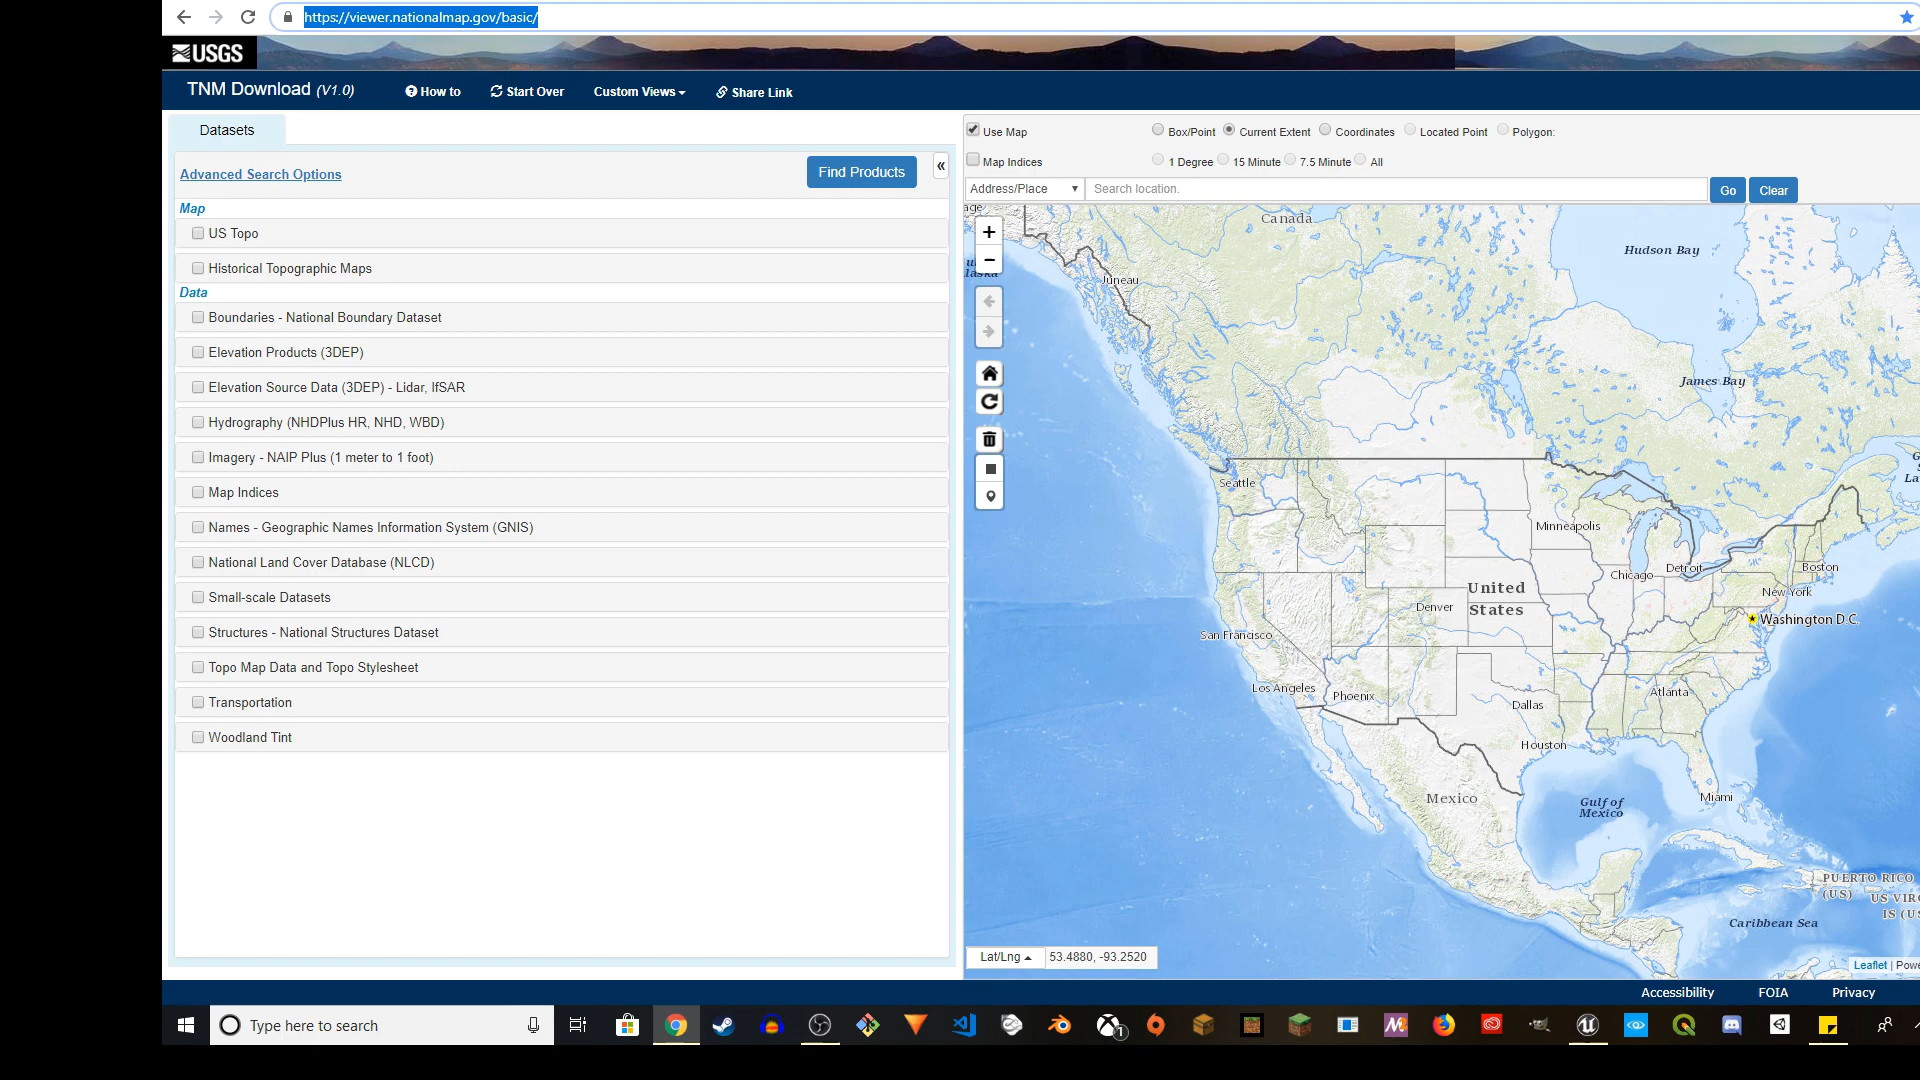 https://viewer.nationalmap.gov/basic/
USGS
TNM Download (V1.0)
How to
Start Over
Custom Views
Share Link
Datasets
Advanced Search Options
Find Products
«
Map
US Topo
Historical Topographic Maps
Data
Boundaries - National Boundary Dataset
Elevation Products (3DEP)
Elevation Source Data (3DEP) - Lidar, IfSAR
Hydrography (NHDPlus HR, NHD, WBD)
Imagery - NAIP Plus (1 meter to 1 foot)
Map Indices
Names - Geographic Names Information System (GNIS)
National Land Cover Database (NLCD)
Small-scale Datasets
Structures - National Structures Dataset
Topo Map Data and Topo Stylesheet
Transportation
Woodland Tint
Use Map
Box/Point
Current Extent
Coordinates
Located Point
Polygon:
Map Indices
1 Degree
15 Minute
7.5 Minute
All
Address/Place
Search location.
Go
Clear
+
−
Canada
Hudson Bay
Juneau
James Bay
Seattle
Minneapolis
Boston
Chicago
Detroit
New York
United
States
Denver
Washington D.C.
San Francisco
Los Angeles
Phoenix
Atlanta
Dallas
Houston
Mexico
Gulf of
Mexico
Miami
PUERTO RICO
(US)
US VIR
IS (US
Caribbean Sea
Lat/Lng
53.4880, -93.2520
Leaflet | Powe
Accessibility
FOIA
Privacy
Type here to search
1